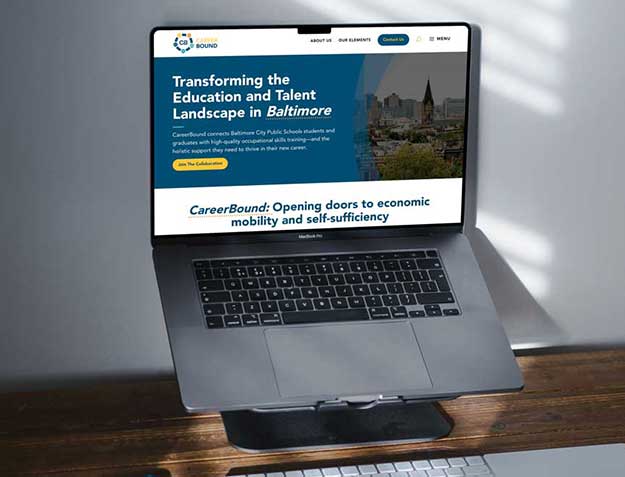 CB
CAREER
BOUND
ABOUT US
OUR ELEMENTS
Contact Us
MENU
Transforming the
Education and Talent
Landscape in Baltimore
CareerBound connects Baltimore City Public Schools students and
graduates with high-quality occupational skills training—and the
holistic support they need to thrive in their new career.
Join The Collaboration
CareerBound: Opening doors to economic
mobility and self-sufficiency
MacBook Pro